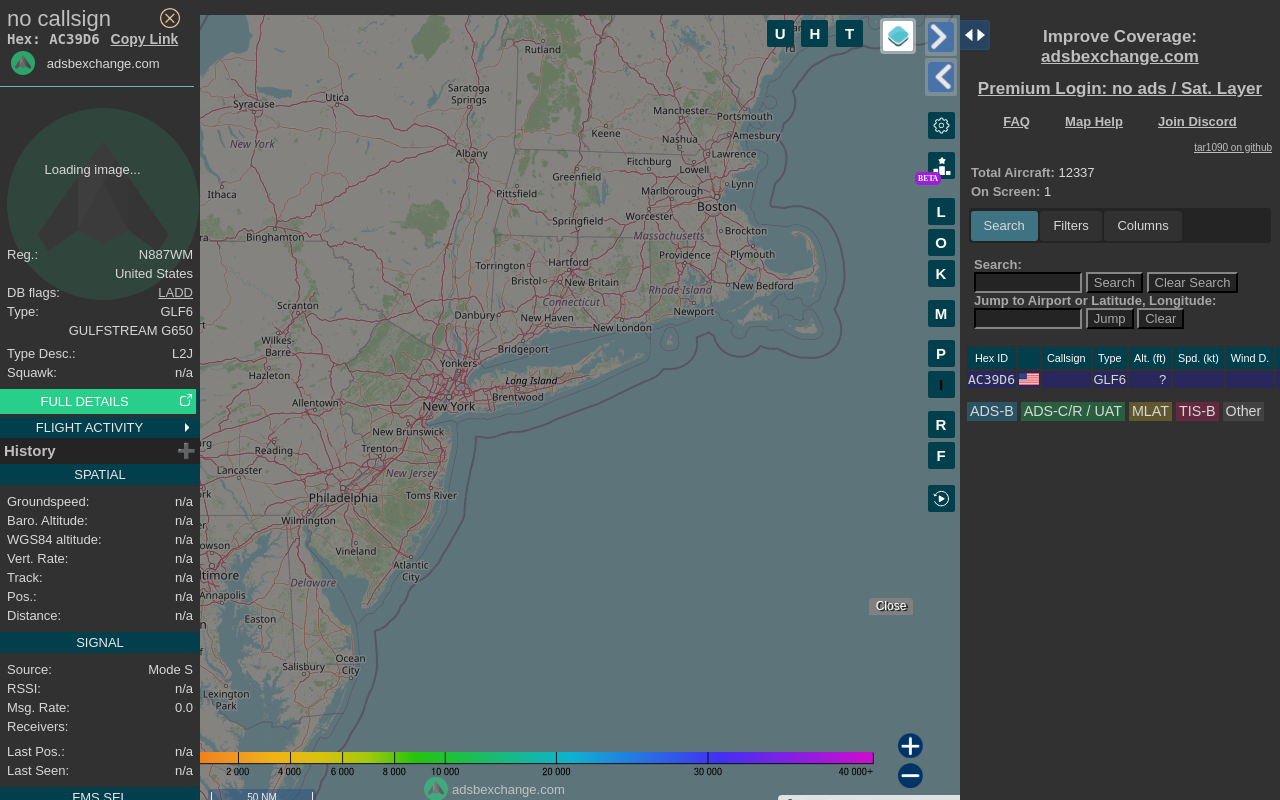 no callsign
Hex: AC39D6 Copy Link
adsbexchange.com
Loading image...
Reg.: N887WM
United States
DB flags: LADD
Type: GLF6
GULFSTREAM G650
Type Desc.: L2J
Squawk: n/a
FULL DETAILS
FLIGHT ACTIVITY
History
SPATIAL
Groundspeed: n/a
Baro. Altitude: n/a
WGS84 altitude: n/a
Vert. Rate: n/a
Track: n/a
Pos.: n/a
Distance: n/a
SIGNAL
Source: Mode S
RSSI: n/a
Msg. Rate: 0.0
Receivers:
Last Pos.: n/a
Last Seen: n/a
FMS SEL
U H T
Rutland
Syracuse
Utica
Saratoga
Springs
New York
Albany
Manchester
Portsmouth
Keene
Nashua
Amesbury
Fitchburg
Lawrence
Lowell
Greenfield
Ithaca
Pittsfield
Marlborough
Lynn
Boston
Worcester
Springfield
Binghamton
Massachusetts
Brockton
Torrington
Hartford
Providence
Plymouth
Bristol
New Britain
New Bedford
Rhode Island
Scranton
Connecticut
Danbury
New Haven
Newport
New London
Wilkes-
Barre
Bridgeport
Yonkers
Hazleton
Long Island
Brentwood
Allentown
New York
New Brunswick
Reading
Trenton
Lancaster
New Jersey
Toms River
Philadelphia
Wilmington
Vineland
Atlantic
City
Delaware
Annapolis
Easton
Ocean
City
Salisbury
Lexington
Park
BETA
L
O
K
M
P
I
R
F
Close
2 000 4 000 6 000 8 000 10 000 20 000 30 000 40 000+
adsbexchange.com
50 NM
Improve Coverage:
adsbexchange.com
Premium Login: no ads / Sat. Layer
FAQ Map Help Join Discord
tar1090 on github
Total Aircraft: 12337
On Screen: 1
Search Filters Columns
Search:
Search Clear Search
Jump to Airport or Latitude, Longitude:
Jump Clear
Hex ID Callsign Type Alt. (ft) Spd. (kt) Wind D.
AC39D6 GLF6 ?
ADS-B ADS-C/R / UAT MLAT TIS-B Other